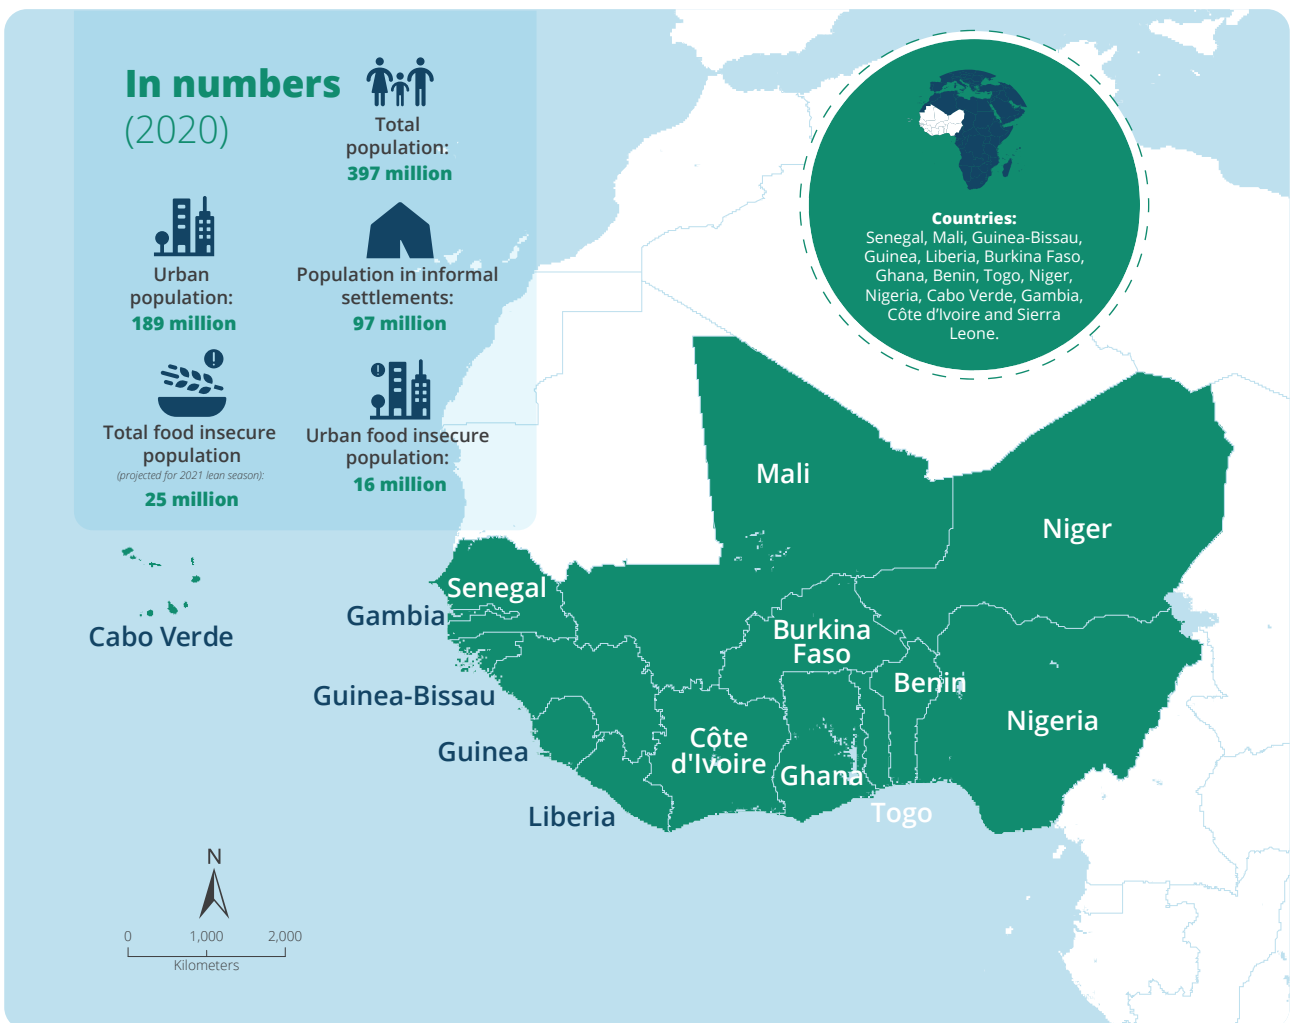 In numbers
(2020)
Total
population:
397 million
Urban
population:
189 million
Population in informal
settlements:
97 million
Total food insecure
population
(projected for 2021 lean season):
25 million
Urban food insecure
population:
16 million
Countries:
Senegal, Mali, Guinea-Bissau,
Guinea, Liberia, Burkina Faso,
Ghana, Benin, Togo, Niger,
Nigeria, Cabo Verde, Gambia,
Côte d’Ivoire and Sierra
Leone.
Mali
Niger
Senegal
Gambia
Cabo Verde
Burkina
Faso
Guinea-Bissau
Benin
Nigeria
Guinea
Côte
d'Ivoire
Ghana
Liberia
Togo
N
0 1,000 2,000
Kilometers